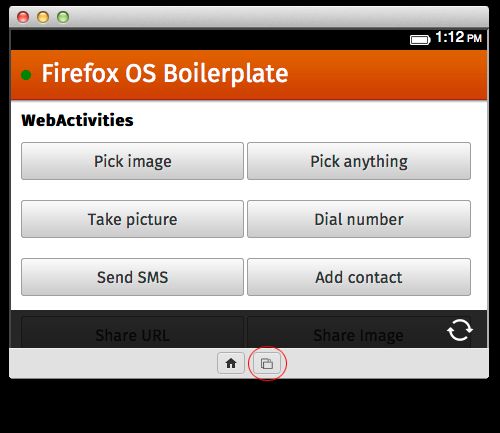 1:12 PM
Firefox OS Boilerplate
WebActivities
Pick image Pick anything
Take picture Dial number
Send SMS Add contact
Share URL Share Image